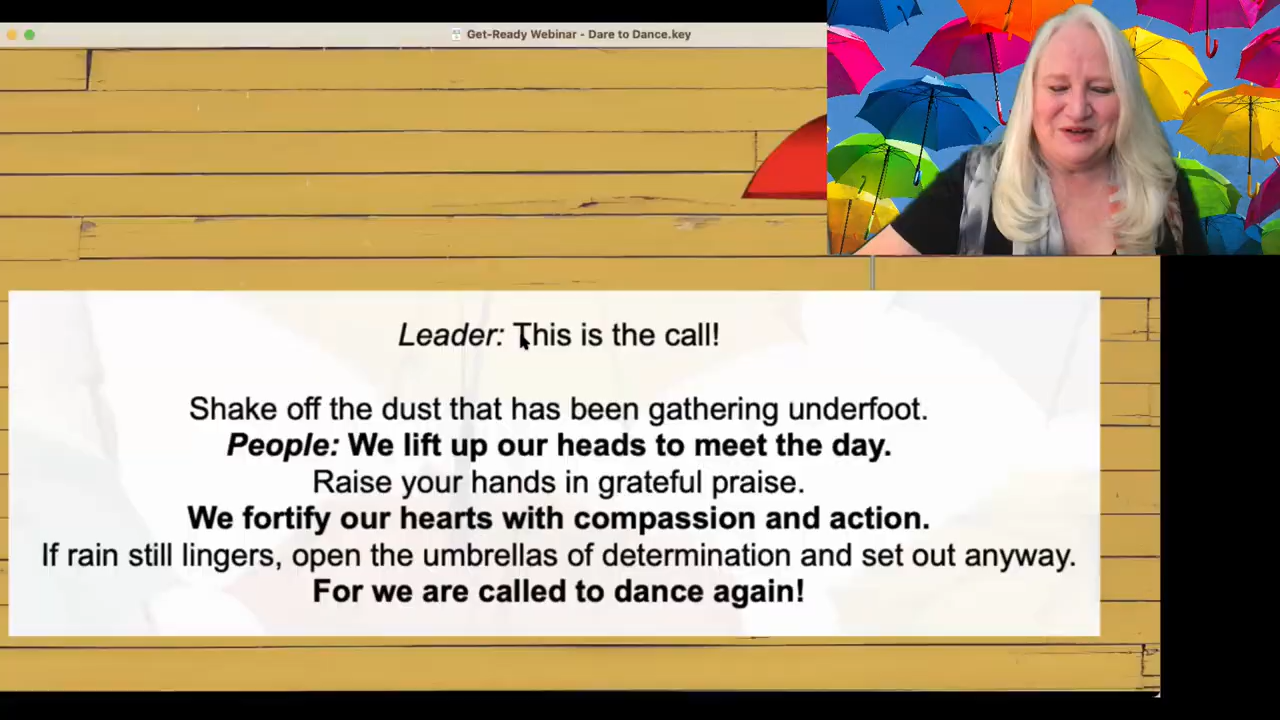 Get-Ready Webinar - Dare to Dance.key
Leader: This is the call!
Shake off the dust that has been gathering underfoot.
People: We lift up our heads to meet the day.
Raise your hands in grateful praise.
We fortify our hearts with compassion and action.
If rain still lingers, open the umbrellas of determination and set out anyway.
For we are called to dance again!